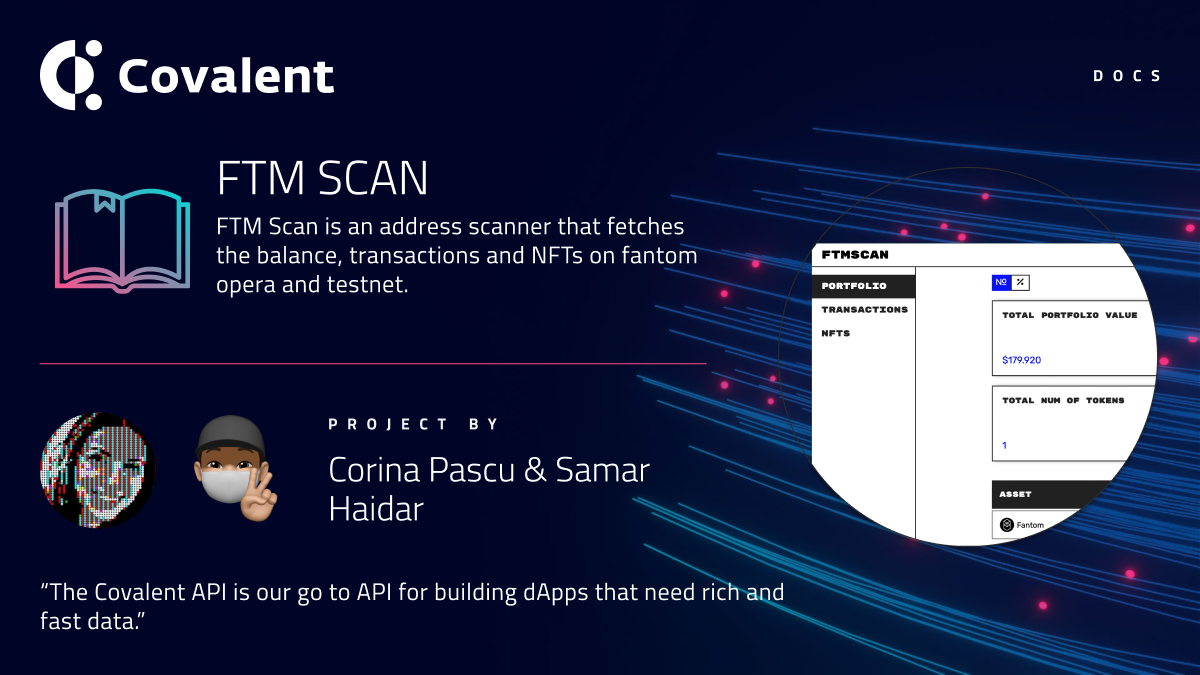 Covalent
DOCS
FTM SCAN
FTM Scan is an address scanner that fetches
the balance, transactions and NFTs on fantom
opera and testnet.
FTMSCAN
PORTFOLIO
TRANSACTIONS
NFTS
№ %
TOTAL PORTFOLIO VALUE
$179.920
TOTAL NUM OF TOKENS
1
ASSET
Fantom
PROJECT BY
Corina Pascu & Samar
Haidar
“The Covalent API is our go to API for building dApps that need rich and
fast data.”